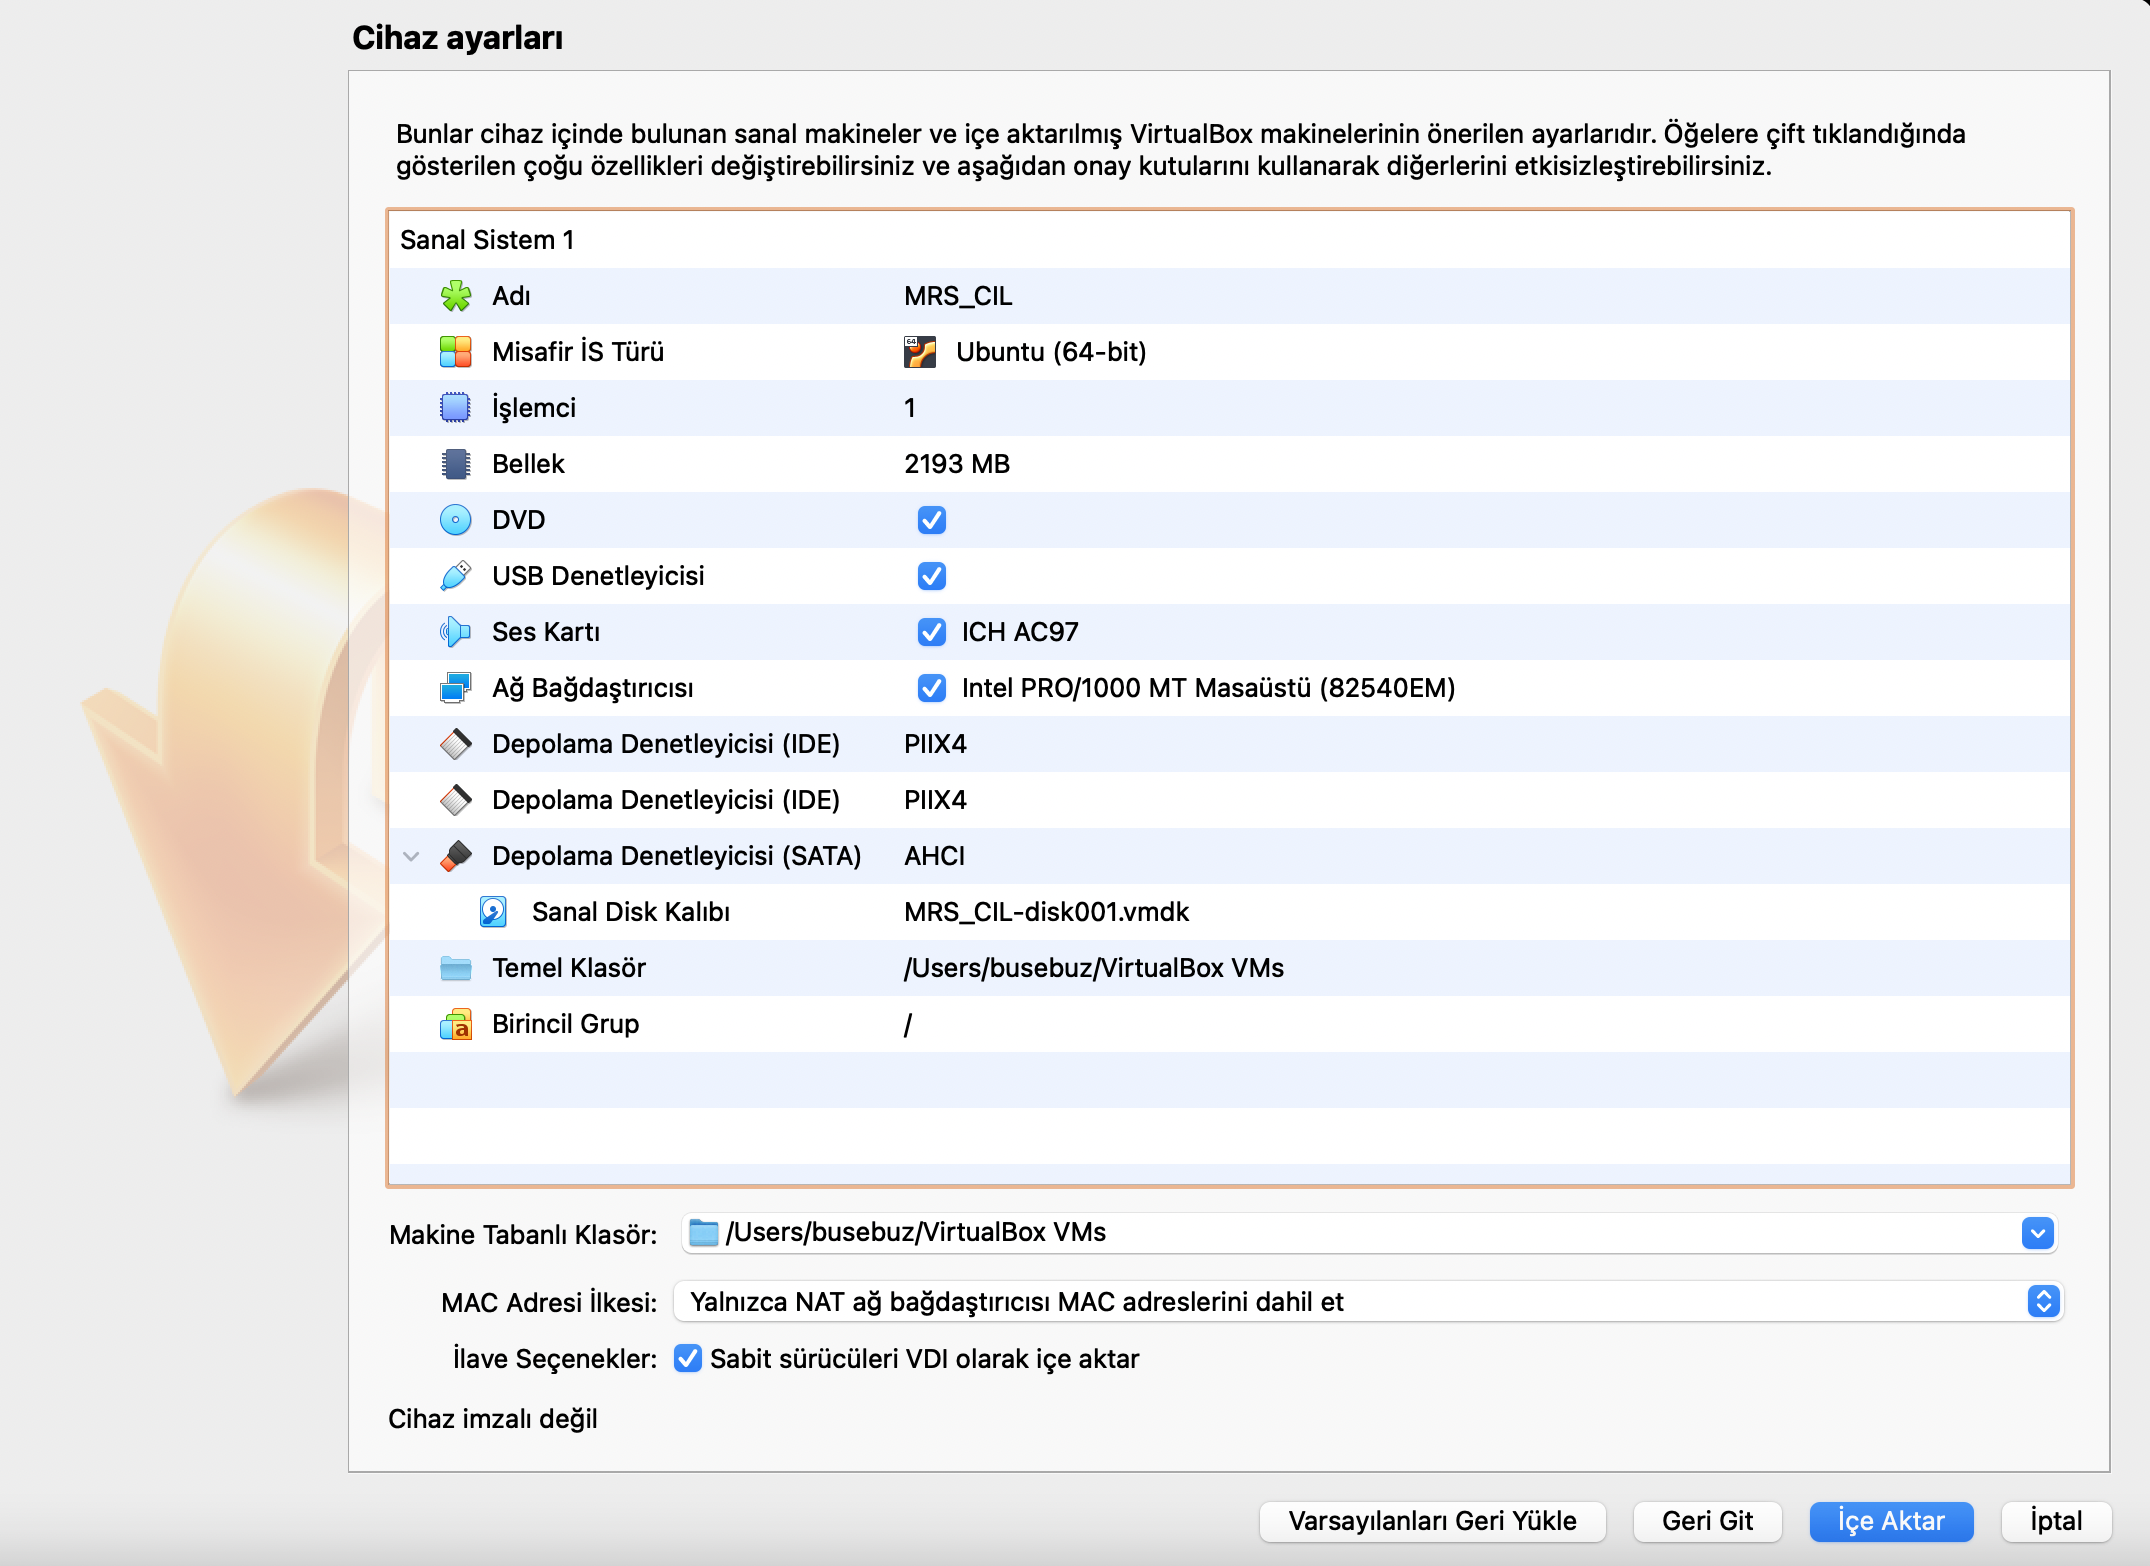 Cihaz ayarları
Bunlar cihaz içinde bulunan sanal makineler ve içe aktarılmış VirtualBox makinelerinin önerilen ayarlarıdır. Öğelere çift tıklandığında
gösterilen çoğu özellikleri değiştirebilirsiniz ve aşağıdan onay kutularını kullanarak diğerlerini etkisizleştirebilirsiniz.
Sanal Sistem 1
Adı MRS_CIL
Misafir İS Türü 64 Ubuntu (64-bit)
İşlemci 1
Bellek 2193 MB
DVD
USB Denetleyicisi
Ses Kartı ICH AC97
Ağ Bağdaştırıcısı Intel PRO/1000 MT Masaüstü (82540EM)
Depolama Denetleyicisi (IDE) PIIX4
Depolama Denetleyicisi (IDE) PIIX4
Depolama Denetleyicisi (SATA) AHCI
Sanal Disk Kalıbı MRS_CIL-disk001.vmdk
Temel Klasör /Users/busebuz/VirtualBox VMs
a Birincil Grup /
Makine Tabanlı Klasör: /Users/busebuz/VirtualBox VMs
MAC Adresi İlkesi: Yalnızca NAT ağ bağdaştırıcısı MAC adreslerini dahil et
İlave Seçenekler: Sabit sürücüleri VDI olarak içe aktar
Cihaz imzalı değil
Varsayılanları Geri Yükle Geri Git İçe Aktar İptal